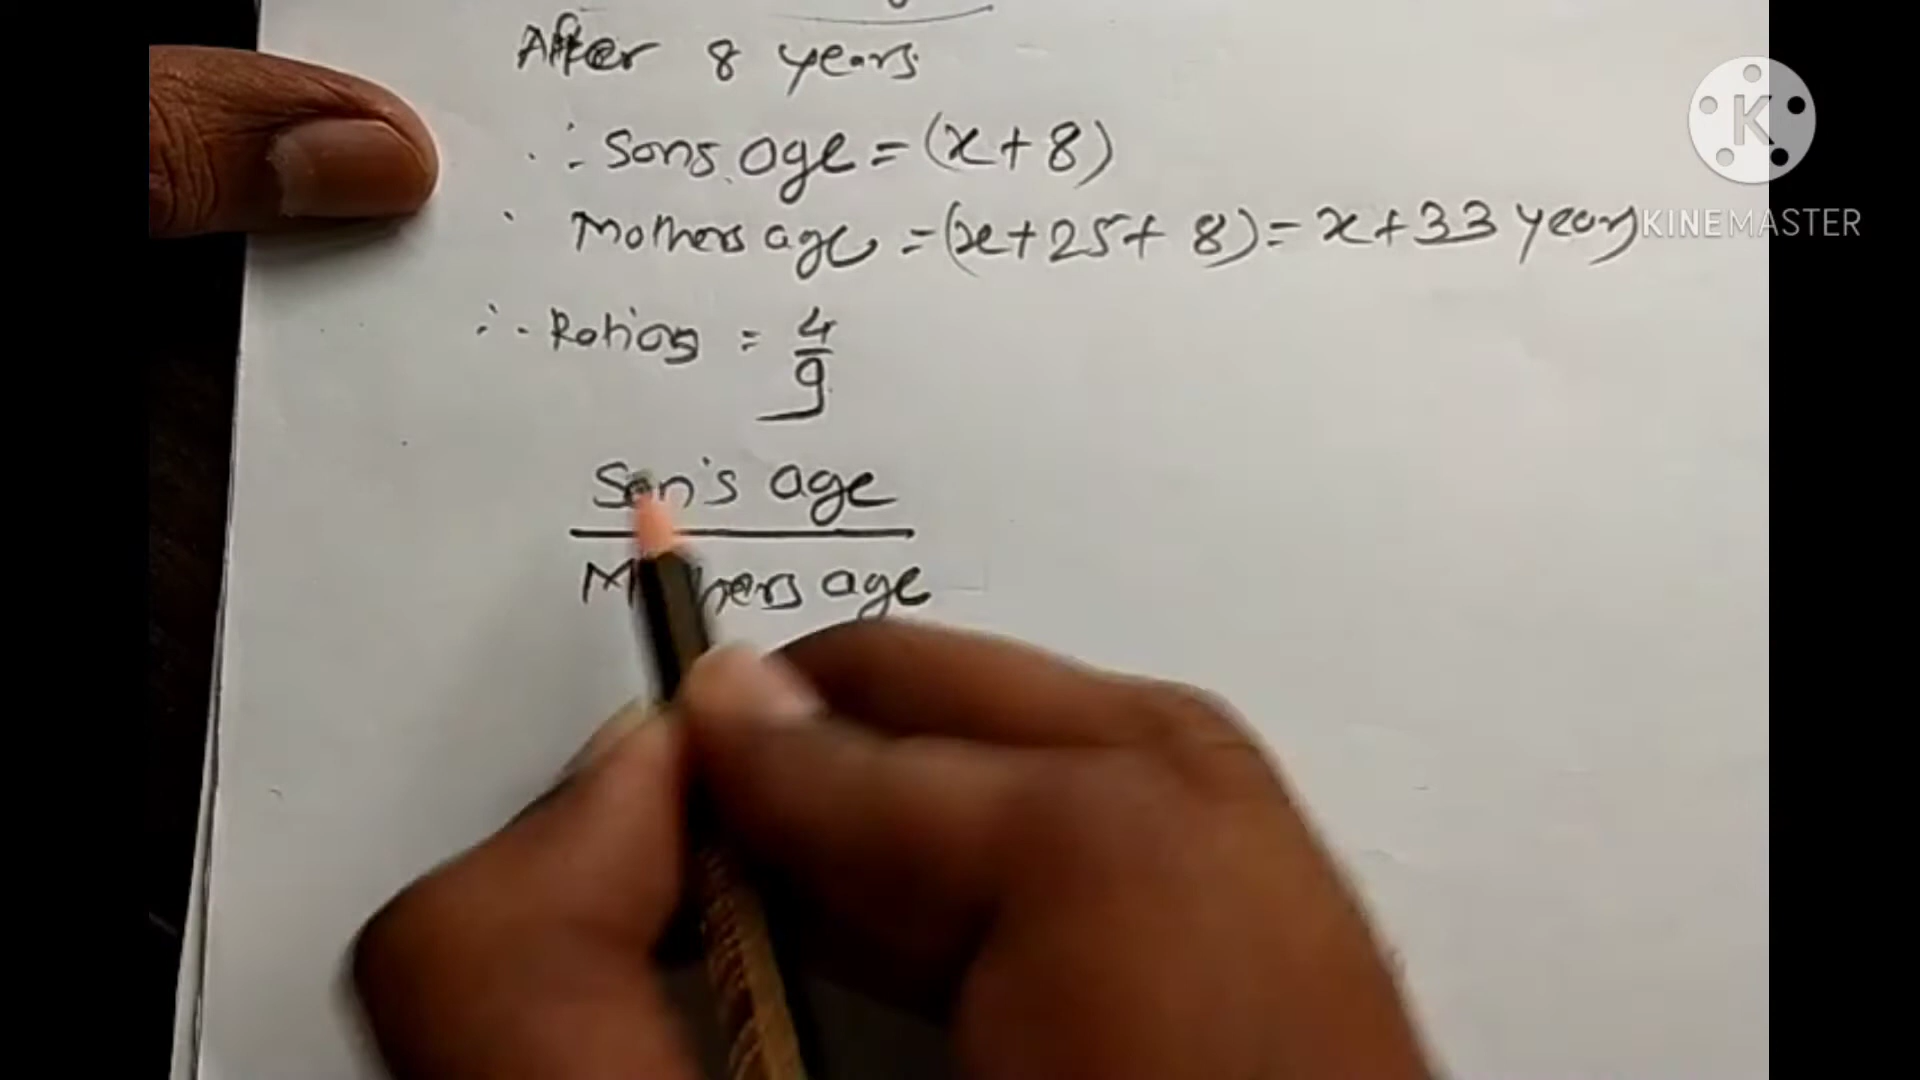 After 8 years
∴ Sons age = (x + 8)
Mothers age = (x + 25 + 8) = x + 33 years
∴ Ratios = 4/9
Son's age
Mothers age
K
KINEMASTER